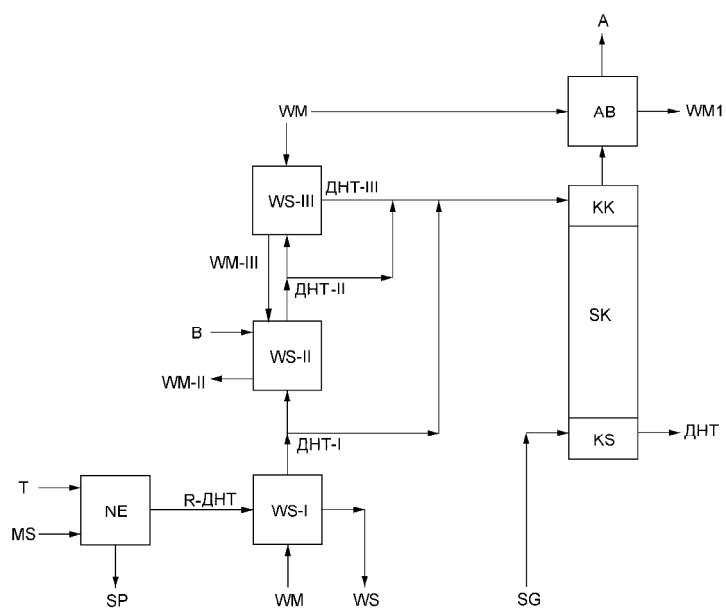 A
WM
AB
WM1
WS-III
ДНТ-III
KK
WM-III
ДНТ-II
SK
B
WS-II
WM-II
ДНТ-I
KS
ДНТ
T
R-ДНТ
NE
WS-I
MS
SP
WM
WS
SG